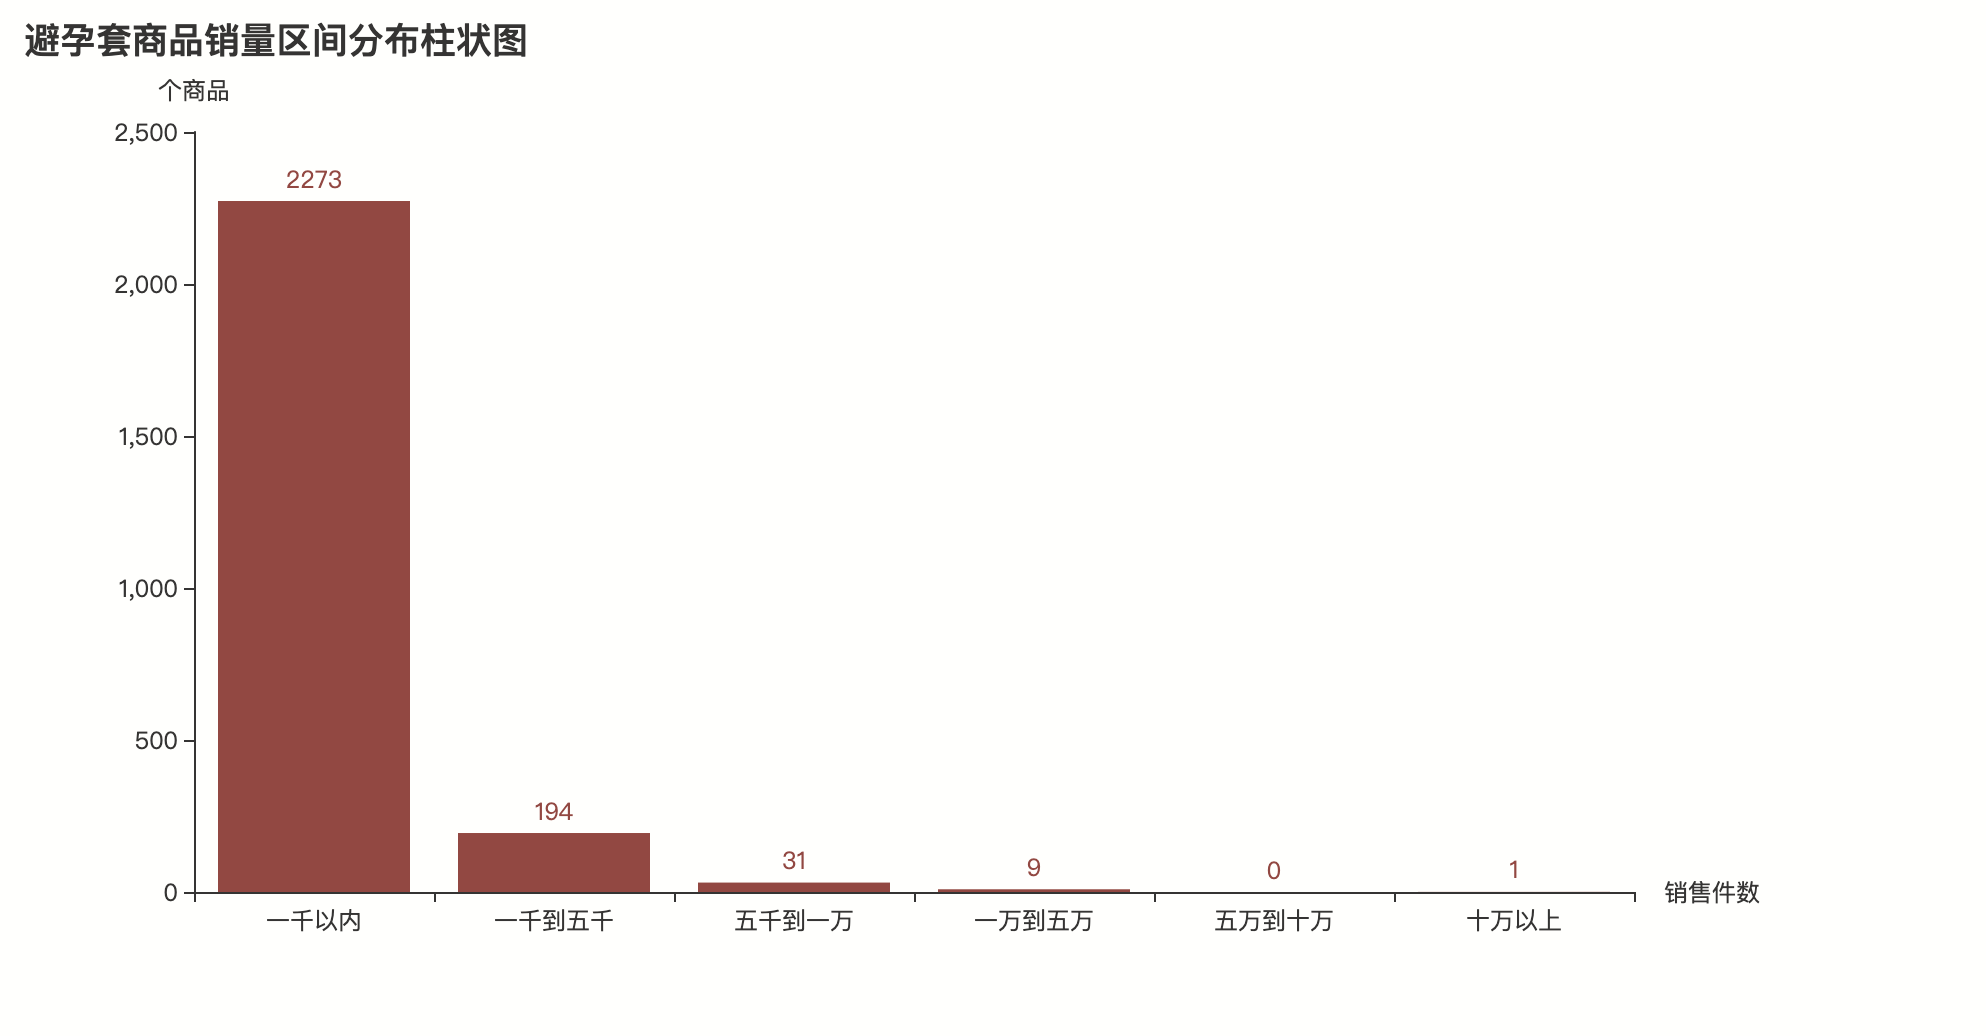 避孕套商品销量区间分布柱状图
个商品
2,500
2273
2,000
1,500
1,000
500
194
31
9
0
1
0
销售件数
一千以内
一千到五千
五千到一万
一万到五万
五万到十万
十万以上